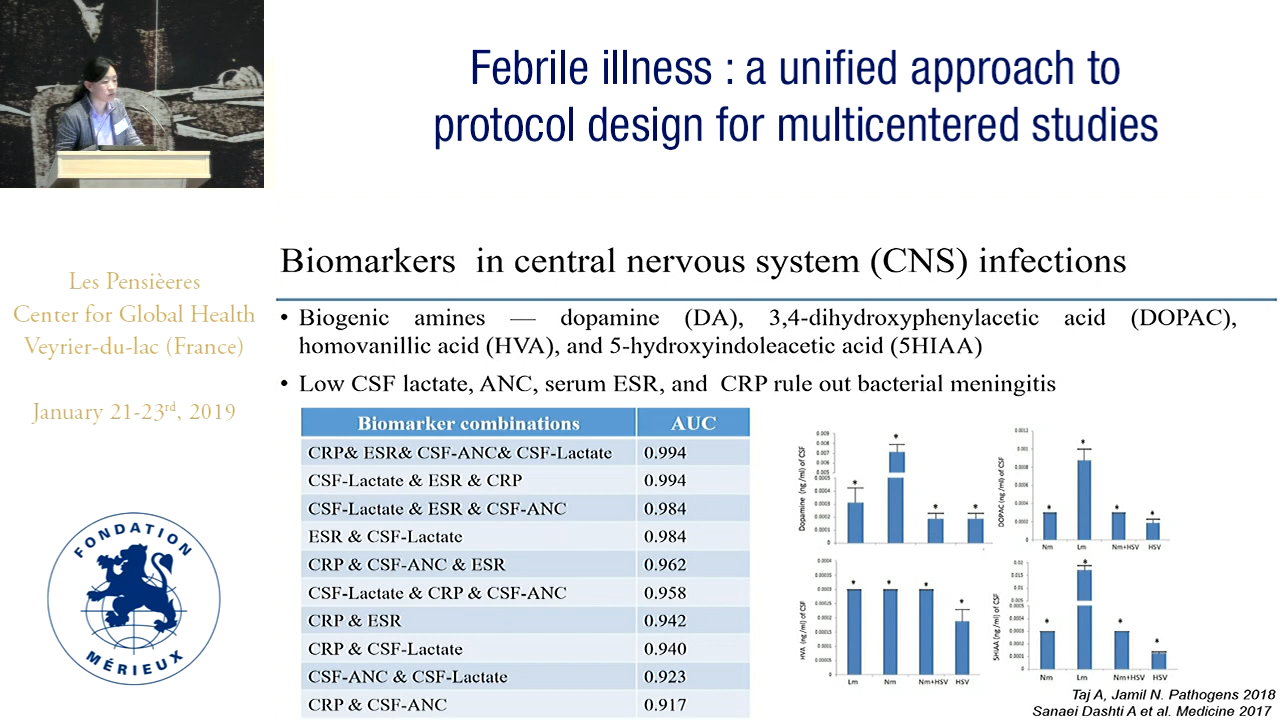 Febrile illness : a unified approach to
protocol design for multicentered studies
Les Pensièeres
Center for Global Health
Veyrier-du-lac (France)
January 21-23rd, 2019
FONDATION
MÉRIEUX
Biomarkers in central nervous system (CNS) infections
• Biogenic amines — dopamine (DA), 3,4-dihydroxyphenylacetic acid (DOPAC),
homovanillic acid (HVA), and 5-hydroxyindoleacetic acid (5HIAA)
• Low CSF lactate, ANC, serum ESR, and CRP rule out bacterial meningitis
Biomarker combinations AUC
CRP& ESR& CSF-ANC& CSF-Lactate 0.994
CSF-Lactate & ESR & CRP 0.994
CSF-Lactate & ESR & CSF-ANC 0.984
ESR & CSF-Lactate 0.984
CRP & CSF-ANC & ESR 0.962
CSF-Lactate & CRP & CSF-ANC 0.958
CRP & ESR 0.942
CRP & CSF-Lactate 0.940
CSF-ANC & CSF-Lactate 0.923
CRP & CSF-ANC 0.917
Dopamine (ng /ml) of CSF
DOPAC (ng /ml) of CSF
Nm Lm Nm+HSV HSV
HVA (ng /ml) of CSF
Lm Nm Nm+HSV HSV
5HIAA (ng /ml) of CSF
Nm Lm Nm+HSV HSV
Taj A, Jamil N. Pathogens 2018
Sanaei Dashti A et al. Medicine 2017